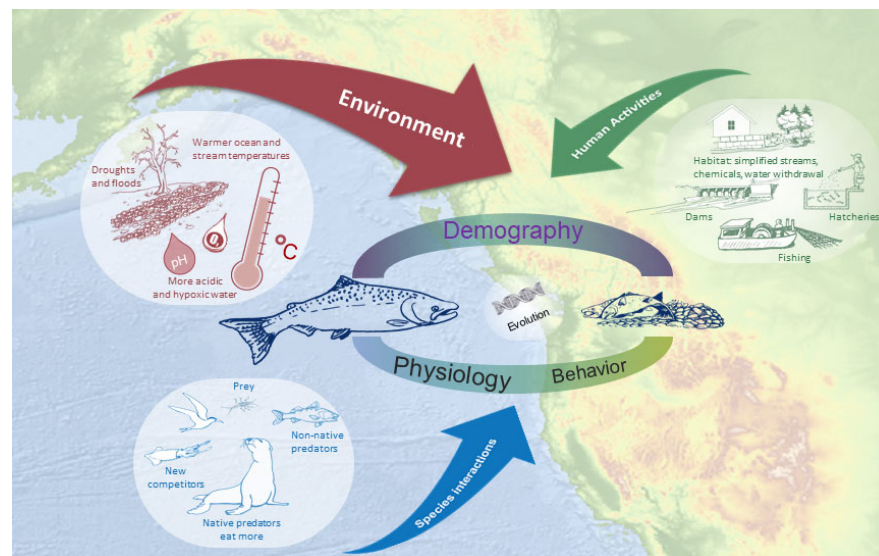 Environment
Human Activities
Warmer ocean and
stream temperatures
Droughts
and floods
O₂
pH
°C
More acidic
and hypoxic water
Habitat: simplified streams,
chemicals, water withdrawal
Dams
Hatcheries
Fishing
Demography
Evolution
Physiology
Behavior
Prey
Non-native
predators
New
competitors
Native predators
eat more
Species interactions